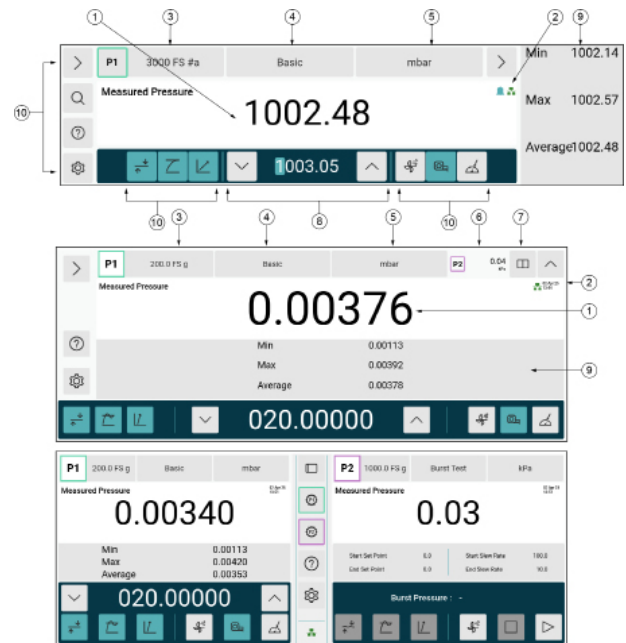 1 3 4 5 2 9
P1 3000 FS #a Basic mbar Min 1002.14
Measured Pressure
1002.48
Max 1002.57
10
Average 1002.48
1003.05
10 8 10
3 4 5 6 7
P1 200.0 FS g Basic mbar P2 0.04
Measured Pressure
2
0.00376 1
Min 0.00113
Max 0.00392 9
Average 0.00378
020.00000
P1 200.0 FS g Basic mbar
Measured Pressure
0.00340
Min 0.00113
Max 0.00420
Average 0.00353
020.00000
P2 1000.0 FS g Burst Test kPa
Measured Pressure
0.03
Start Set Point 0.0 Start Slew Rate 100.0
End Set Point 0.0 End Slew Rate 10.0
Burst Pressure : -